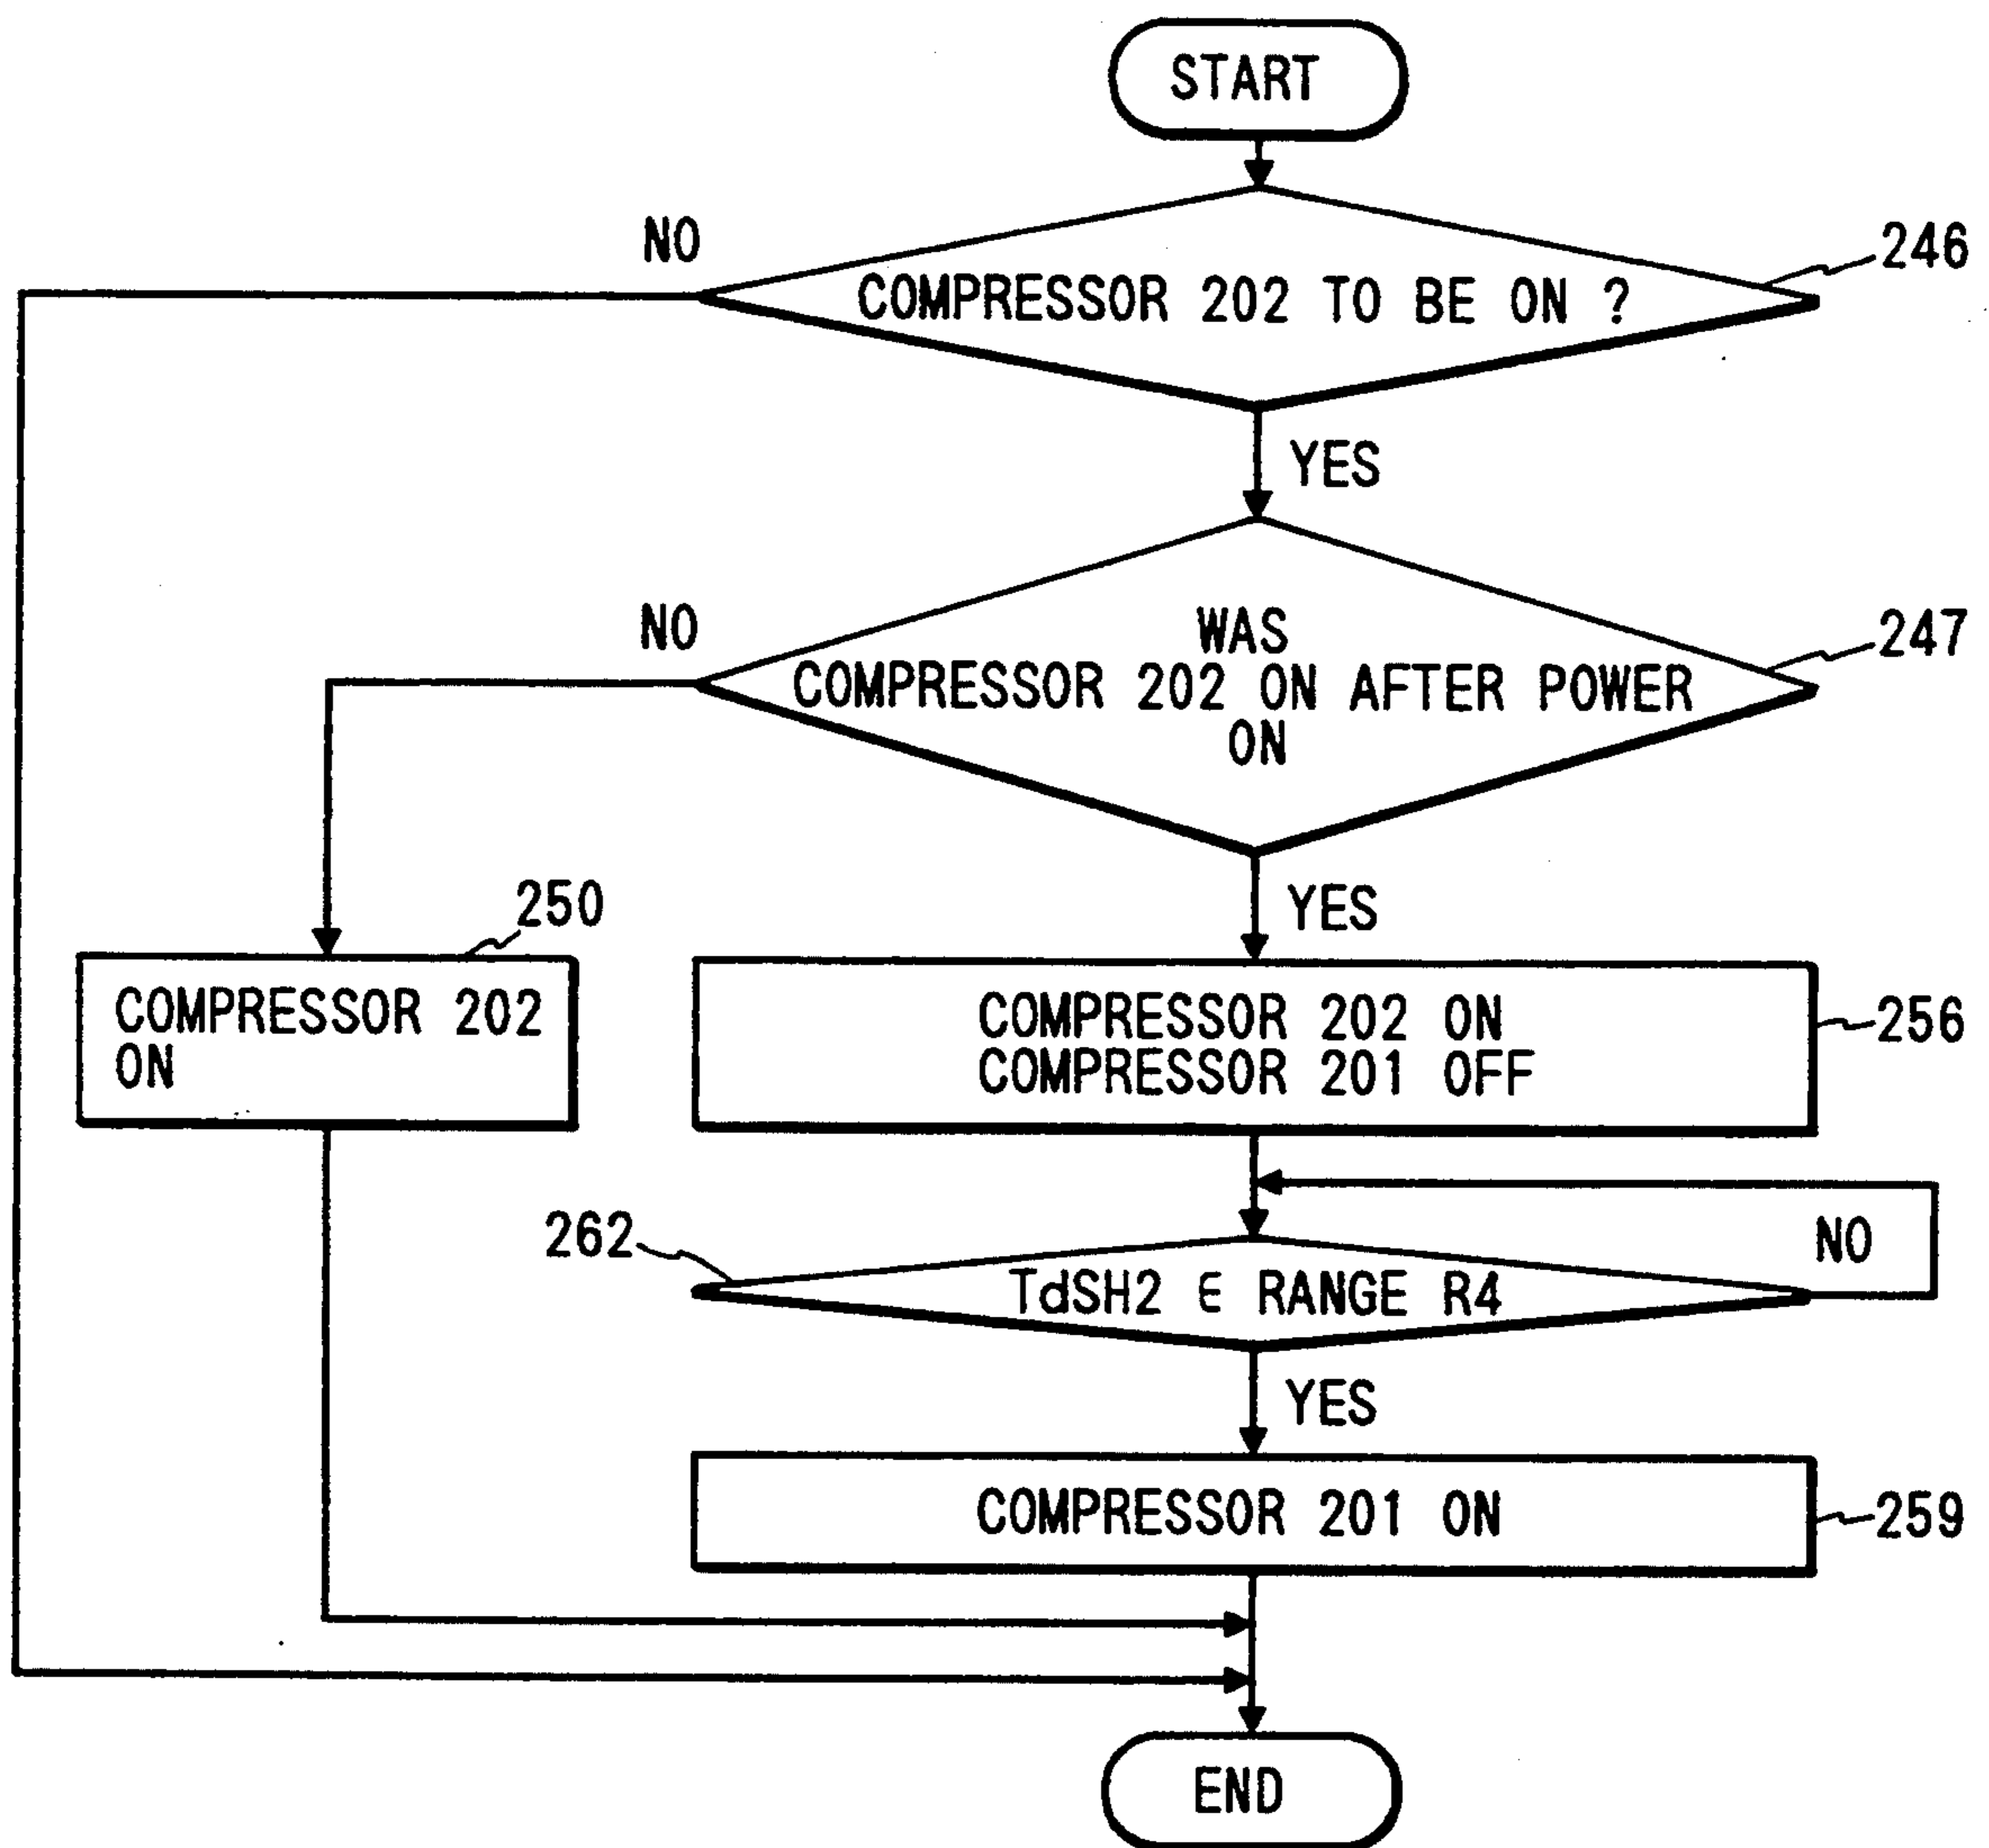 START
NO
246
COMPRESSOR 202 TO BE ON ?
YES
NO
247
WAS
COMPRESSOR 202 ON AFTER POWER
ON
YES
250
COMPRESSOR 202
ON
COMPRESSOR 202 ON
COMPRESSOR 201 OFF
256
262
NO
TdSH2 ∈ RANGE R4
YES
COMPRESSOR 201 ON
259
END